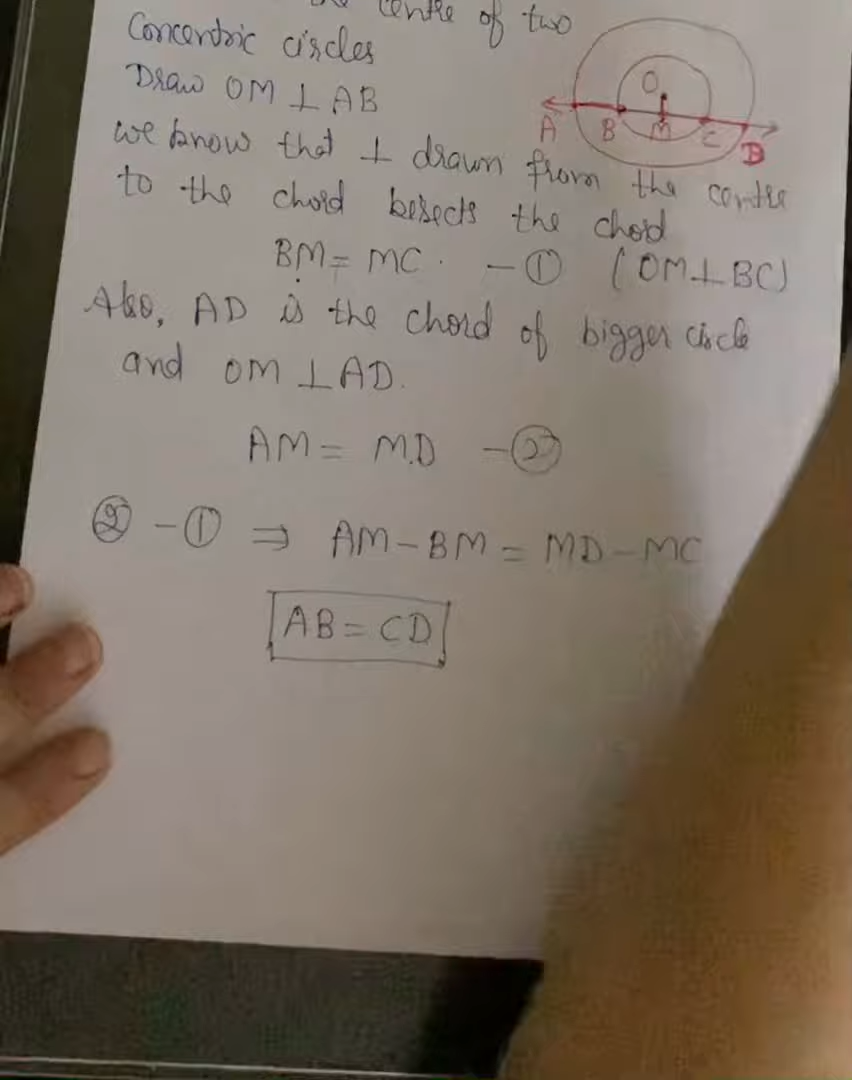 the centre of two
Concentric circles
Draw OM ⊥ AB
we know that ⊥ drawn from the centre
to the chord besects the chord
BM = MC. - ① (OM ⊥ BC)
Also, AD is the chord of bigger circle
and OM ⊥ AD.
AM = MD - ②
② - ① ⇒ AM - BM = MD - MC
AB = CD
O
A B M C D